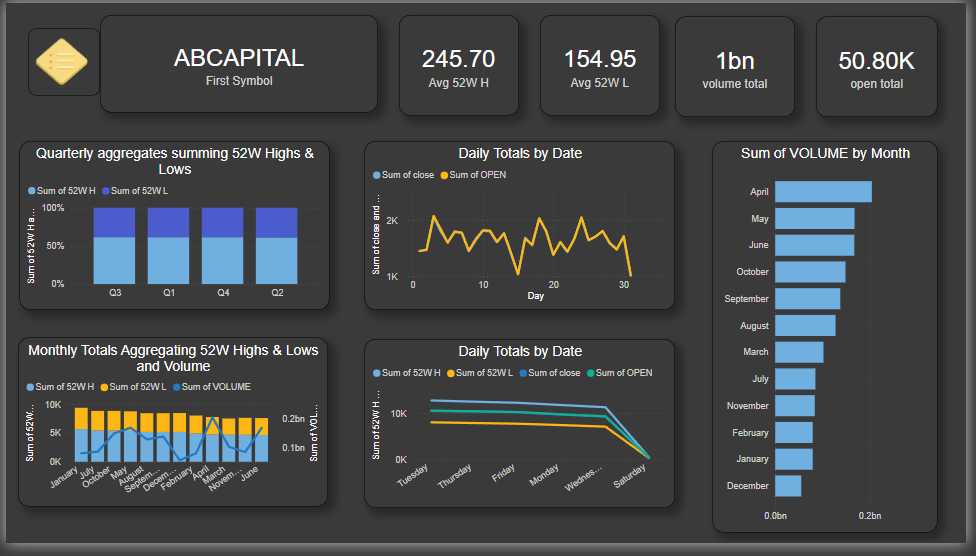 ABCAPITAL
First Symbol
245.70
Avg 52W H
154.95
Avg 52W L
1bn
volume total
50.80K
open total
Quarterly aggregates summing 52W Highs &
Lows
Sum of 52W H
Sum of 52W L
Sum of 52W H a...
100%
50%
0%
Q3
Q1
Q4
Q2
Daily Totals by Date
Sum of close
Sum of OPEN
Sum of close and ...
2K
1K
0
10
20
30
Day
Sum of VOLUME by Month
April
May
June
October
September
August
March
July
November
February
January
December
0.0bn
0.2bn
Monthly Totals Aggregating 52W Highs & Lows
and Volume
Sum of 52W H
Sum of 52W L
Sum of VOLUME
Sum of 52W...
10K
5K
0K
0.2bn
0.1bn
Sum of VOL...
January
July
October
May
August
Septem...
Decem...
February
April
March
Novem...
June
Daily Totals by Date
Sum of 52W H
Sum of 52W L
Sum of close
Sum of OPEN
Sum of 52W H ...
10K
0K
Tuesday
Thursday
Friday
Monday
Wednes...
Saturday